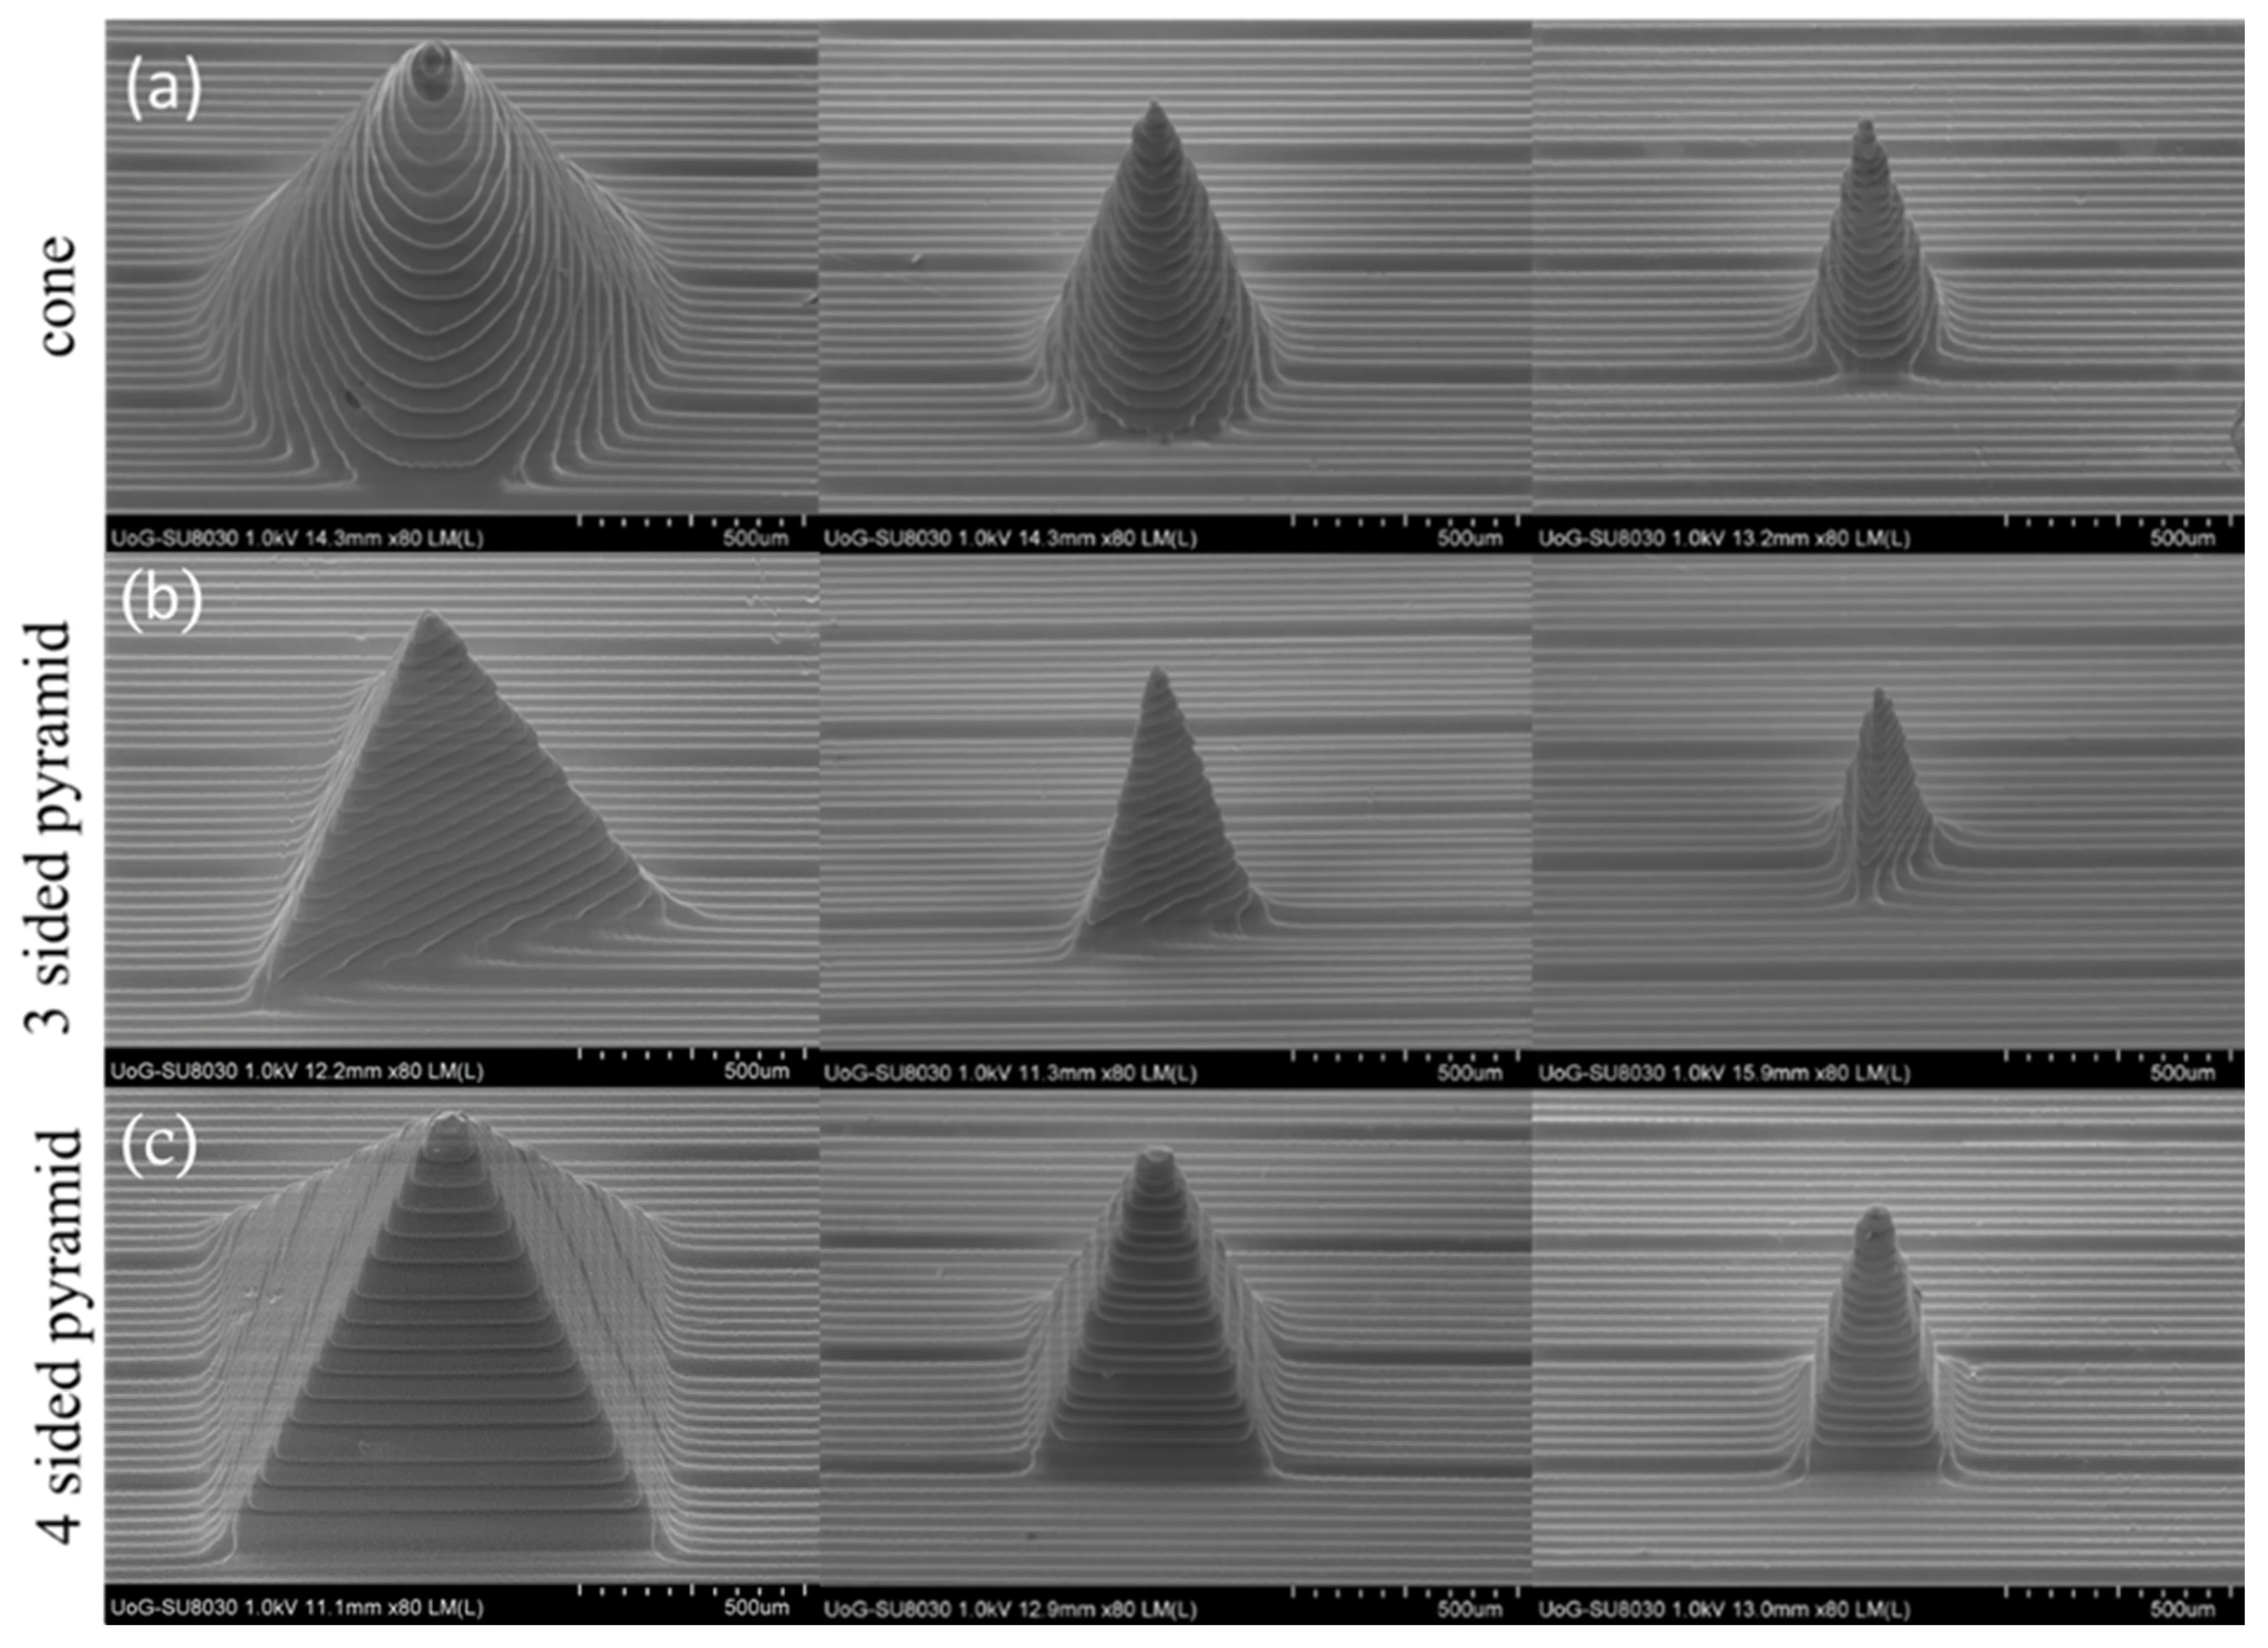 (a)
cone
UoG-SU8030 1.0kV 14.3mm x80 LM(L) 500um
UoG-SU8030 1.0kV 14.3mm x80 LM(L) 500um
UoG-SU8030 1.0kV 13.2mm x80 LM(L) 500um
(b)
3 sided pyramid
UoG-SU8030 1.0kV 12.2mm x80 LM(L) 500um
UoG-SU8030 1.0kV 11.3mm x80 LM(L) 500um
UoG-SU8030 1.0kV 15.9mm x80 LM(L) 500um
(c)
4 sided pyramid
UoG-SU8030 1.0kV 11.1mm x80 LM(L) 500um
UoG-SU8030 1.0kV 12.9mm x80 LM(L) 500um
UoG-SU8030 1.0kV 13.0mm x80 LM(L) 500um